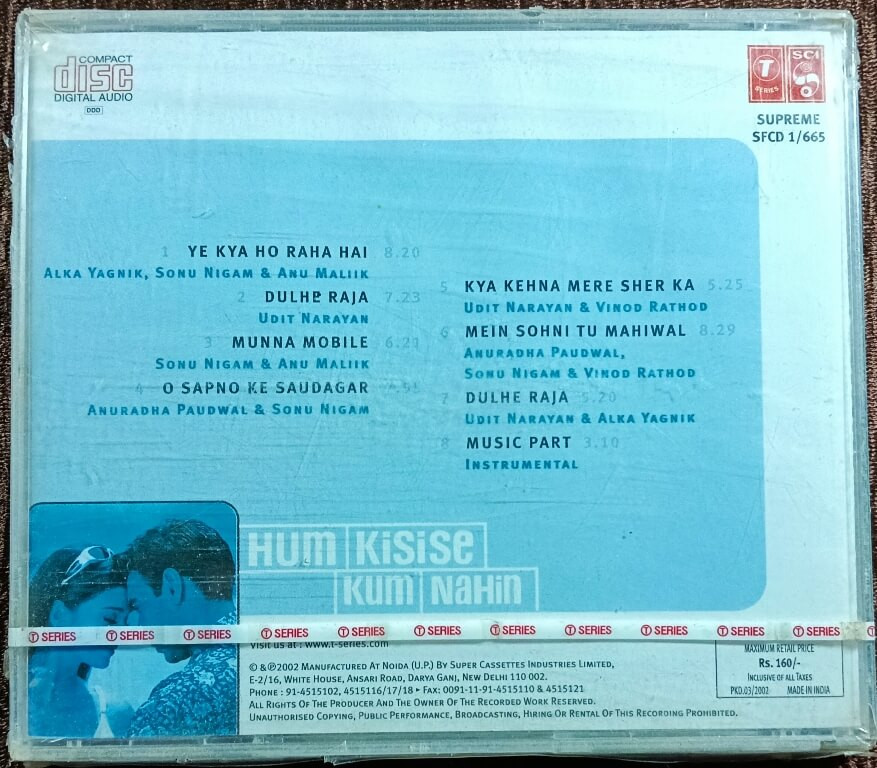 COMPACT
disc
DIGITAL AUDIO
DDD
T SERIES
SCI
SUPREME
SFCD 1/665
1 YE KYA HO RAHA HAI 8.20
ALKA YAGNIK, SONU NIGAM & ANU MALIIK
2 DULHE RAJA 7.23
UDIT NARAYAN
3 MUNNA MOBILE 6.21
SONU NIGAM & ANU MALIIK
4 O SAPNO KE SAUDAGAR
ANURADHA PAUDWAL & SONU NIGAM
5 KYA KEHNA MERE SHER KA 5.25
UDIT NARAYAN & VINOD RATHOD
6 MEIN SOHNI TU MAHIWAL 8.29
ANURADHA PAUDWAL,
SONU NIGAM & VINOD RATHOD
7 DULHE RAJA 5.20
UDIT NARAYAN & ALKA YAGNIK
8 MUSIC PART 3.10
INSTRUMENTAL
HUM KISISE
KUM NAHIN
T SERIES T SERIES T SERIES T SERIES T SERIES T SERIES T SERIES T SERIES T SERIES T SERIES T SERIES T
Visit us at : www.t-series.com
© & ℗2002 MANUFACTURED AT NOIDA (U.P.) BY SUPER CASSETTES INDUSTRIES LIMITED,
E-2/16, WHITE HOUSE, ANSARI ROAD, DARYA GANJ, NEW DELHI 110 002.
PHONE : 91-4515102, 4515116/17/18 ▸ FAX: 0091-11-91-4515110 & 4515121
ALL RIGHTS OF THE PRODUCER AND THE OWNER OF THE RECORDED WORK RESERVED.
UNAUTHORISED COPYING, PUBLIC PERFORMANCE, BROADCASTING, HIRING OR RENTAL OF THIS RECORDING PROHIBITED.
MAXIMUM RETAIL PRICE
Rs. 160/-
INCLUSIVE OF ALL TAXES
PKD.03/2002 MADE IN INDIA